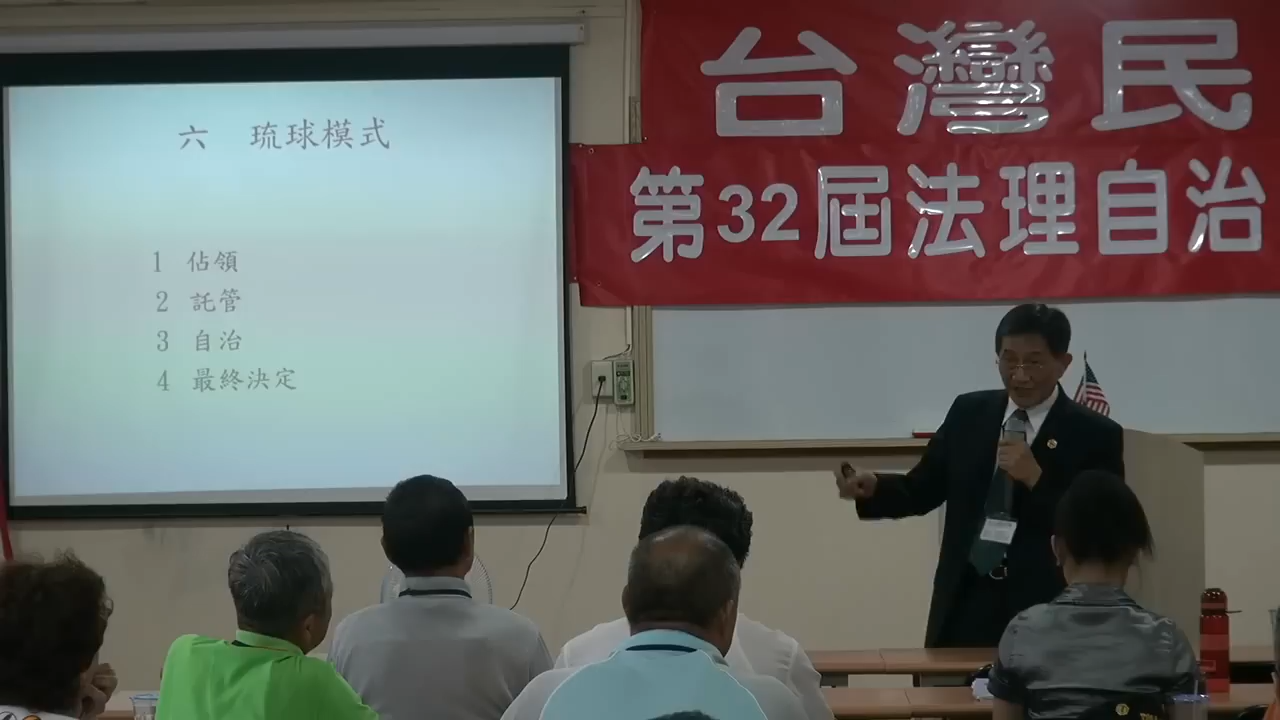 六 琉球模式
1 佔領
2 託管
3 自治
4 最終決定
台灣民
第32屆法理自治